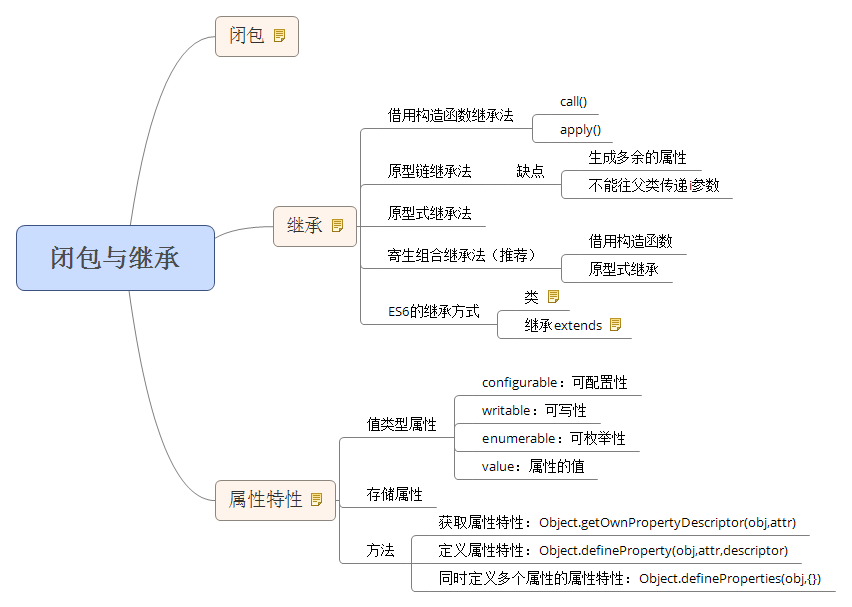 闭包与继承
闭包
继承
借用构造函数继承法
call()
apply()
原型链继承法
缺点
生成多余的属性
不能往父类传递i参数
原型式继承法
寄生组合继承法（推荐）
借用构造函数
原型式继承
ES6的继承方式
类
继承extends
属性特性
值类型属性
configurable：可配置性
writable：可写性
enumerable：可枚举性
value：属性的值
存储属性
方法
获取属性特性：Object.getOwnPropertyDescriptor(obj,attr)
定义属性特性：Object.defineProperty(obj,attr,descriptor)
同时定义多个属性的属性特性：Object.defineProperties(obj,{})